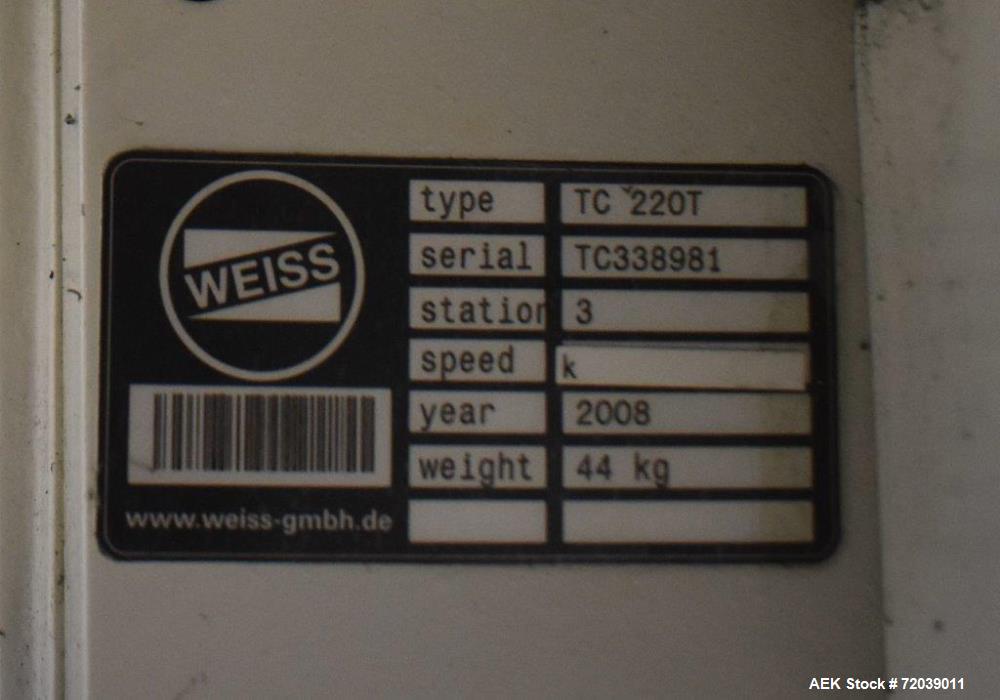 WEISS
type TC 220T
serial TC338981
station 3
speed k
year 2008
weight 44 kg
www.weiss-gmbh.de
AEK Stock # 72039011